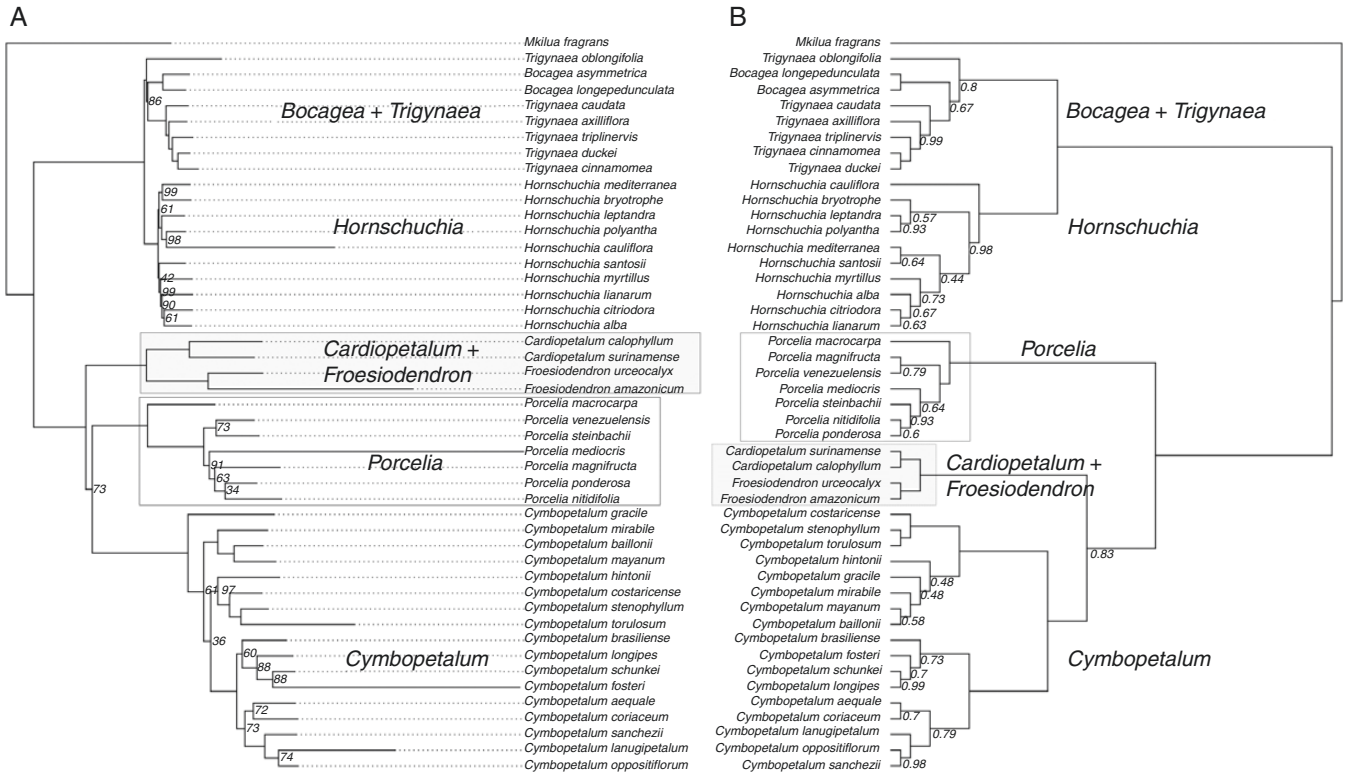 A
Mkilua fragrans
Trigynaea oblongifolia
Bocagea asymmetrica
Bocagea longepedunculata
86
Trigynaea caudata
Bocagea + Trigynaea
Trigynaea axilliflora
Trigynaea triplinervis
Trigynaea duckei
Trigynaea cinnamomea
Hornschuchia mediterranea
99
Hornschuchia bryotrophe
61
Hornschuchia leptandra
Hornschuchia
Hornschuchia polyantha
98
Hornschuchia cauliflora
Hornschuchia santosii
42
Hornschuchia myrtillus
99
Hornschuchia lianarum
90
Hornschuchia citriodora
61
Hornschuchia alba
Cardiopetalum calophyllum
Cardiopetalum +
Froesiodendron
Cardiopetalum surinamense
Froesiodendron urceocalyx
Froesiodendron amazonicum
Porcelia macrocarpa
Porcelia venezuelensis
73
Porcelia steinbachii
Porcelia mediocris
91
Porcelia
Porcelia magnifructa
63
Porcelia ponderosa
34
73
Porcelia nitidifolia
Cymbopetalum gracile
Cymbopetalum mirabile
Cymbopetalum baillonii
Cymbopetalum mayanum
Cymbopetalum hintonii
61 97
Cymbopetalum costaricense
Cymbopetalum stenophyllum
Cymbopetalum torulosum
36
Cymbopetalum brasiliense
60
Cymbopetalum longipes
Cymbopetalum
88
Cymbopetalum schunkei
88
Cymbopetalum fosteri
Cymbopetalum aequale
72
Cymbopetalum coriaceum
73
Cymbopetalum sanchezii
Cymbopetalum lanugipetalum
74
Cymbopetalum oppositiflorum
B
Mkilua fragrans
Trigynaea oblongifolia
Bocagea longepedunculata
0.8
Bocagea asymmetrica
Trigynaea caudata
0.67
Bocagea + Trigynaea
Trigynaea axilliflora
Trigynaea triplinervis
0.99
Trigynaea cinnamomea
Trigynaea duckei
Hornschuchia cauliflora
Hornschuchia bryotrophe
Hornschuchia leptandra
0.57
Hornschuchia
Hornschuchia polyantha
0.93
Hornschuchia mediterranea
0.98
Hornschuchia santosii
0.64
Hornschuchia myrtillus
0.44
Hornschuchia alba
0.73
Hornschuchia citriodora
0.67
Hornschuchia lianarum
0.63
Porcelia macrocarpa
Porcelia
Porcelia magnifructa
Porcelia venezuelensis
0.79
Porcelia mediocris
Porcelia steinbachii
0.64
Porcelia nitidifolia
0.93
Porcelia ponderosa
0.6
Cardiopetalum surinamense
Cardiopetalum calophyllum
Cardiopetalum +
Froesiodendron
Froesiodendron urceocalyx
Froesiodendron amazonicum
Cymbopetalum costaricense
Cymbopetalum stenophyllum
Cymbopetalum torulosum
0.83
Cymbopetalum hintonii
Cymbopetalum gracile
0.48
Cymbopetalum mirabile
0.48
Cymbopetalum mayanum
Cymbopetalum baillonii
0.58
Cymbopetalum brasiliense
Cymbopetalum fosteri
0.73
Cymbopetalum
Cymbopetalum schunkei
0.7
Cymbopetalum longipes
0.99
Cymbopetalum aequale
Cymbopetalum coriaceum
0.7
Cymbopetalum lanugipetalum
0.79
Cymbopetalum oppositiflorum
Cymbopetalum sanchezii
0.98